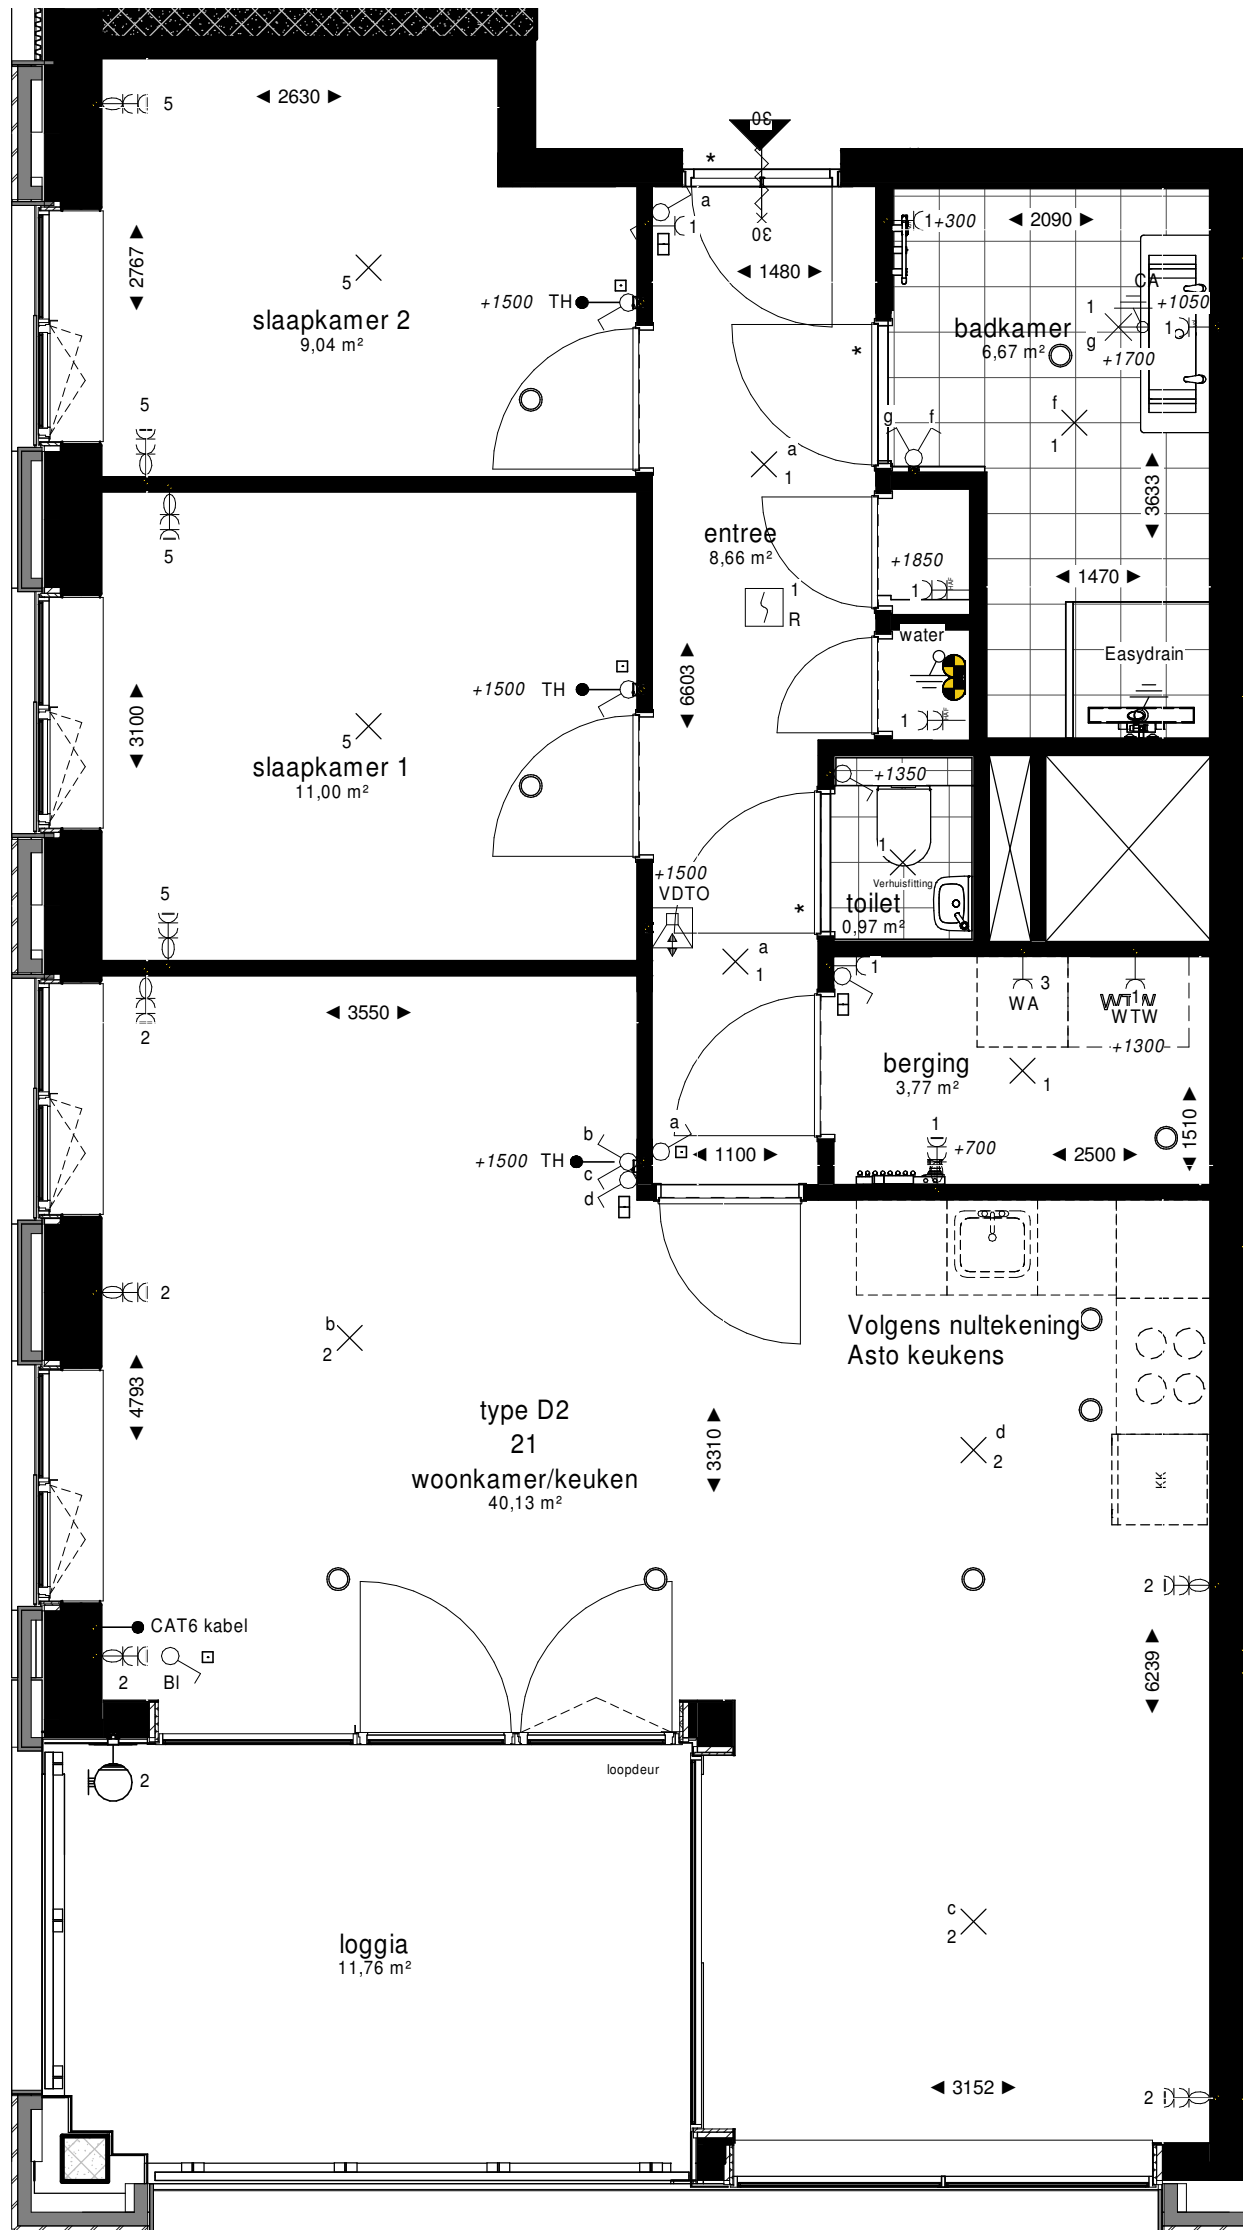 30
◄ 2630 ►
5
*
a
1
30
1+300
◄ 2090 ►
◄ 2767 ►
5
slaapkamer 2
9,04 m²
+1500 TH
◄ 1480 ►
CA
1
+1050
badkamer
6,67 m²
g
1
+1700
*
5
g
f
f
1
a
1
◄ 3633 ►
5
entree
8,66 m²
+1850
1
◄ 1470 ►
1
R
water
Easydrain
◄ 3100 ►
5
+1500 TH
◄ 6603 ►
1
slaapkamer 1
11,00 m²
+1350
1
Verhuisfitting
toilet
0,97 m²
5
+1500
VDTO
*
a
1
1
3
WA
1
WTW
WTW
+1300
2
◄ 3550 ►
berging
3,77 m²
1
b
+1500 TH
c
d
a
◄ 1100 ►
1
+700
◄ 2500 ►
◄ 1510 ►
2
b
2
Volgens nultekening
Asto keukens
◄ 4793 ►
type D2
21
woonkamer/keuken
40,13 m²
◄ 3310 ►
d
2
KK
2
CAT6 kabel
2
BI
◄ 6239 ►
loopdeur
2
loggia
11,76 m²
c
2
◄ 3152 ►
2